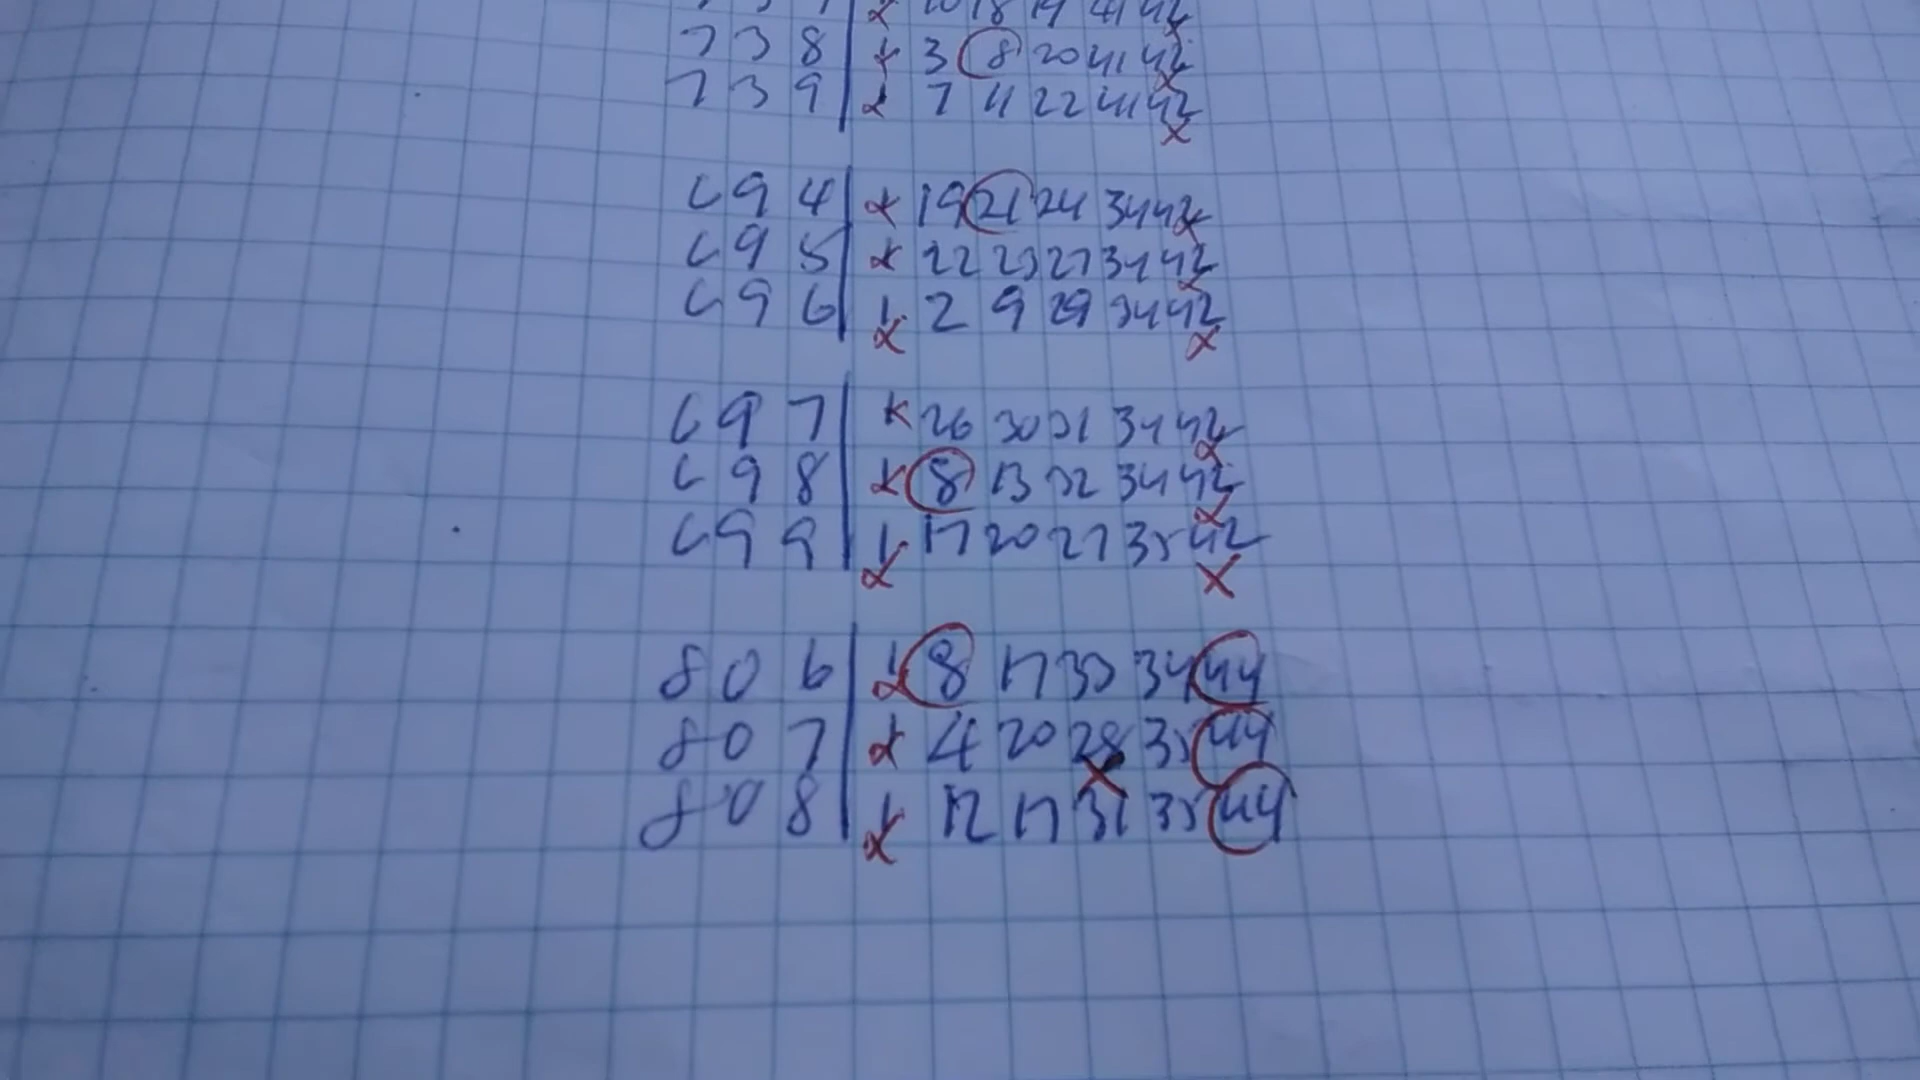 7 3 8 | 1 3 8 20 41 42
7 3 9 | 1 7 11 22 41 42
6 9 4 | 1 19 21 24 34 42
6 9 5 | 1 22 23 27 34 42
6 9 6 | 1 2 9 29 34 42
6 9 7 | 1 26 30 31 34 42
6 9 8 | 1 8 13 32 34 42
6 9 9 | 1 17 20 27 35 42
8 0 6 | 1 8 17 33 34 44
8 0 7 | 1 4 20 28 35 44
8 0 8 | 1 12 17 31 35 44